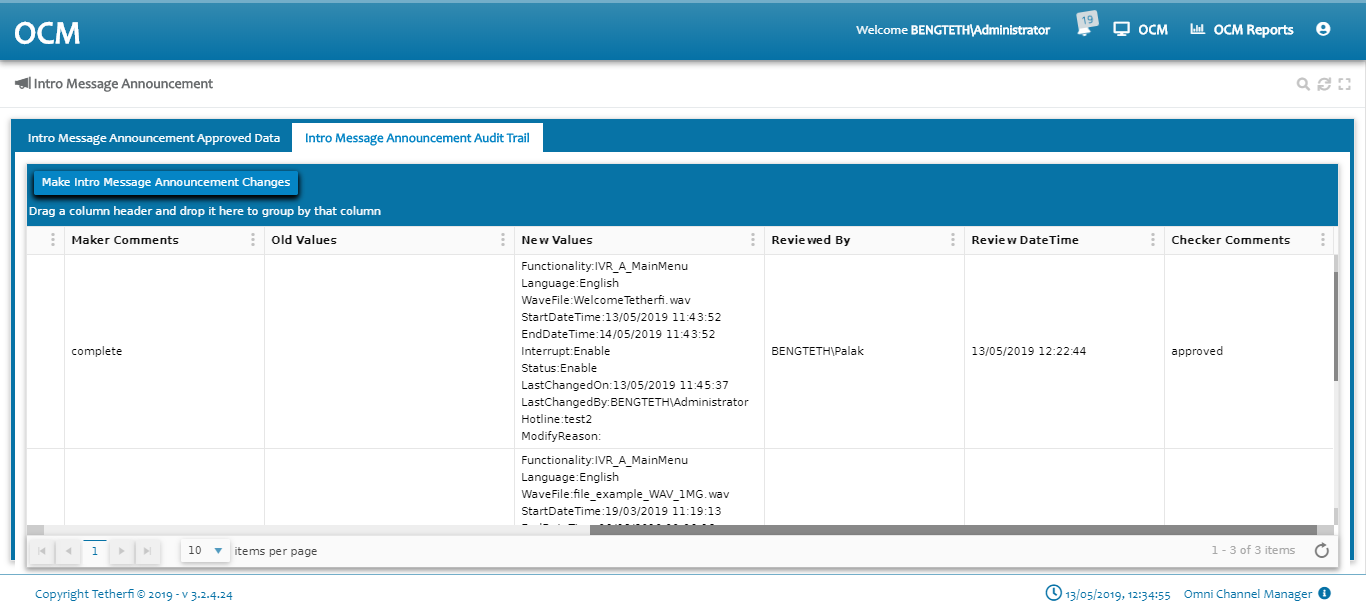 OCM
Welcome BENGTETH\Administrator
19
OCM
OCM Reports
Intro Message Announcement
Intro Message Announcement Approved Data
Intro Message Announcement Audit Trail
Make Intro Message Announcement Changes
Drag a column header and drop it here to group by that column
Maker Comments
Old Values
New Values
Reviewed By
Review DateTime
Checker Comments
complete
Functionality:IVR_A_MainMenu
Language:English
WaveFile:WelcomeTetherfi.wav
StartDateTime:13/05/2019 11:43:52
EndDateTime:14/05/2019 11:43:52
Interrupt:Enable
Status:Enable
LastChangedOn:13/05/2019 11:45:37
LastChangedBy:BENGTETH\Administrator
Hotline:test2
ModifyReason:
BENGTETH\Palak
13/05/2019 12:22:44
approved
Functionality:IVR_A_MainMenu
Language:English
WaveFile:file_example_WAV_1MG.wav
StartDateTime:19/03/2019 11:19:13
1
10
items per page
1 - 3 of 3 items
Copyright Tetherfi © 2019 - v 3.2.4.24
13/05/2019, 12:34:55
Omni Channel Manager